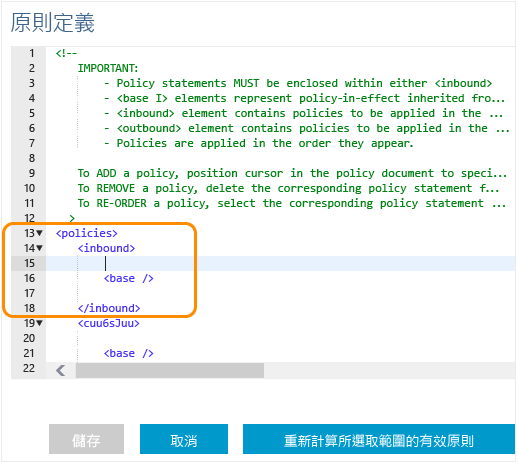 原則定義
1 <!--
2 IMPORTANT:
3 - Policy statements MUST be enclosed within either <inbound>
4 - <base I> elements represent policy-in-effect inherited fro...
5 - <inbound> element contains policies to be applied in the ...
6 - <outbound> element contains policies to be applied in the ...
7 - Policies are applied in the order they appear.
8
9 To ADD a policy, position cursor in the policy document to speci...
10 To REMOVE a policy, delete the corresponding policy statement f...
11 To RE-ORDER a policy, select the corresponding policy statement ...
12 >
13 <policies>
14 <inbound>
15
16 <base />
17
18 </inbound>
19 <cuu6sJuu>
20
21 <base />
22
儲存 取消 重新計算所選取範圍的有效原則